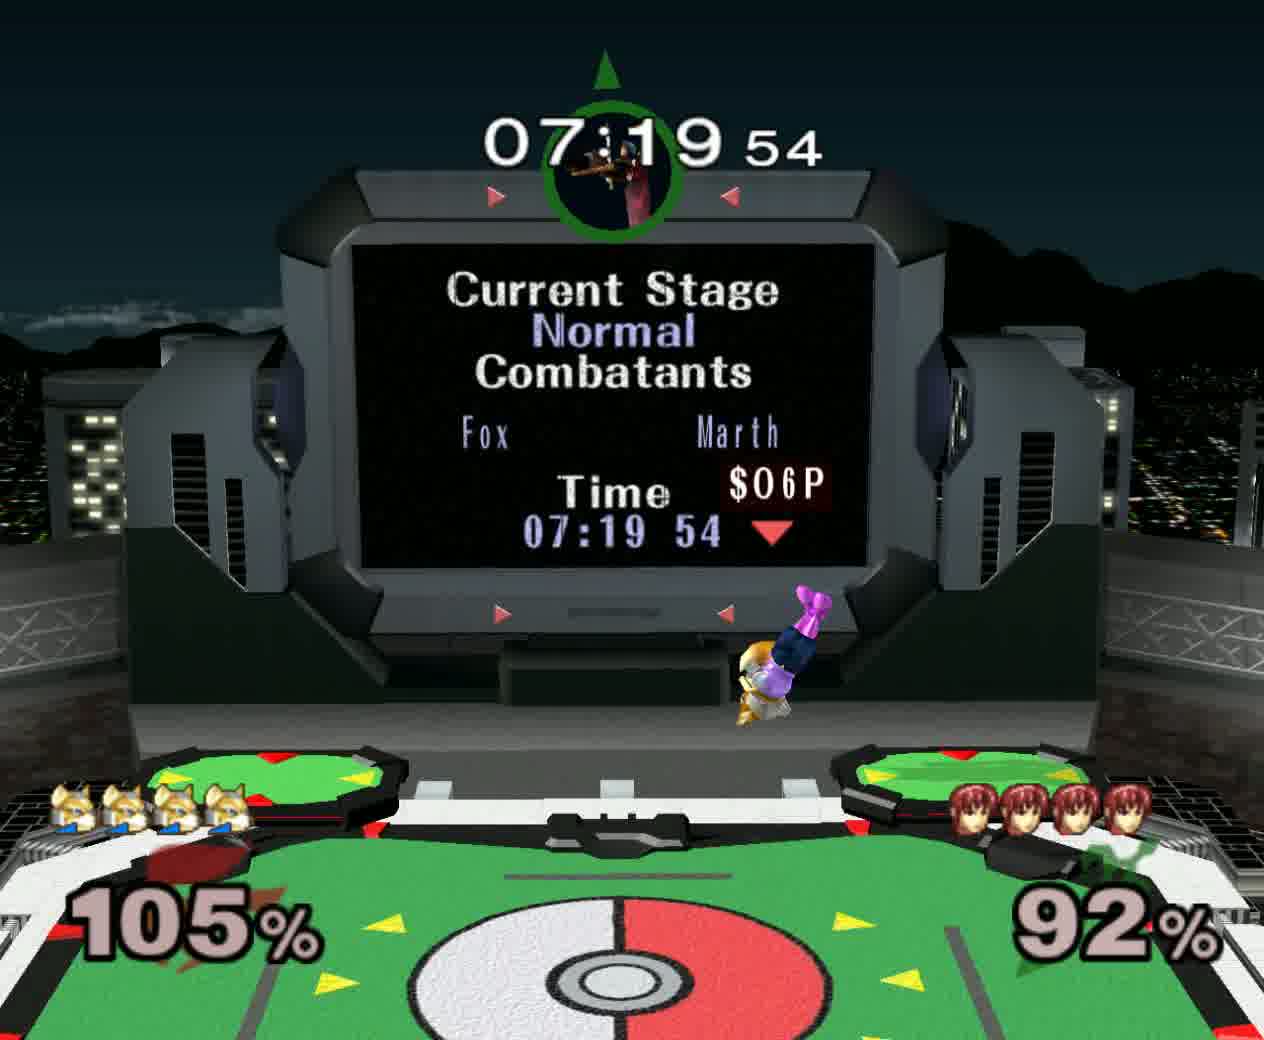 07:19 54
Current Stage
Normal
Combatants
Fox Marth
$06P
Time
07:19 54
105%
92%